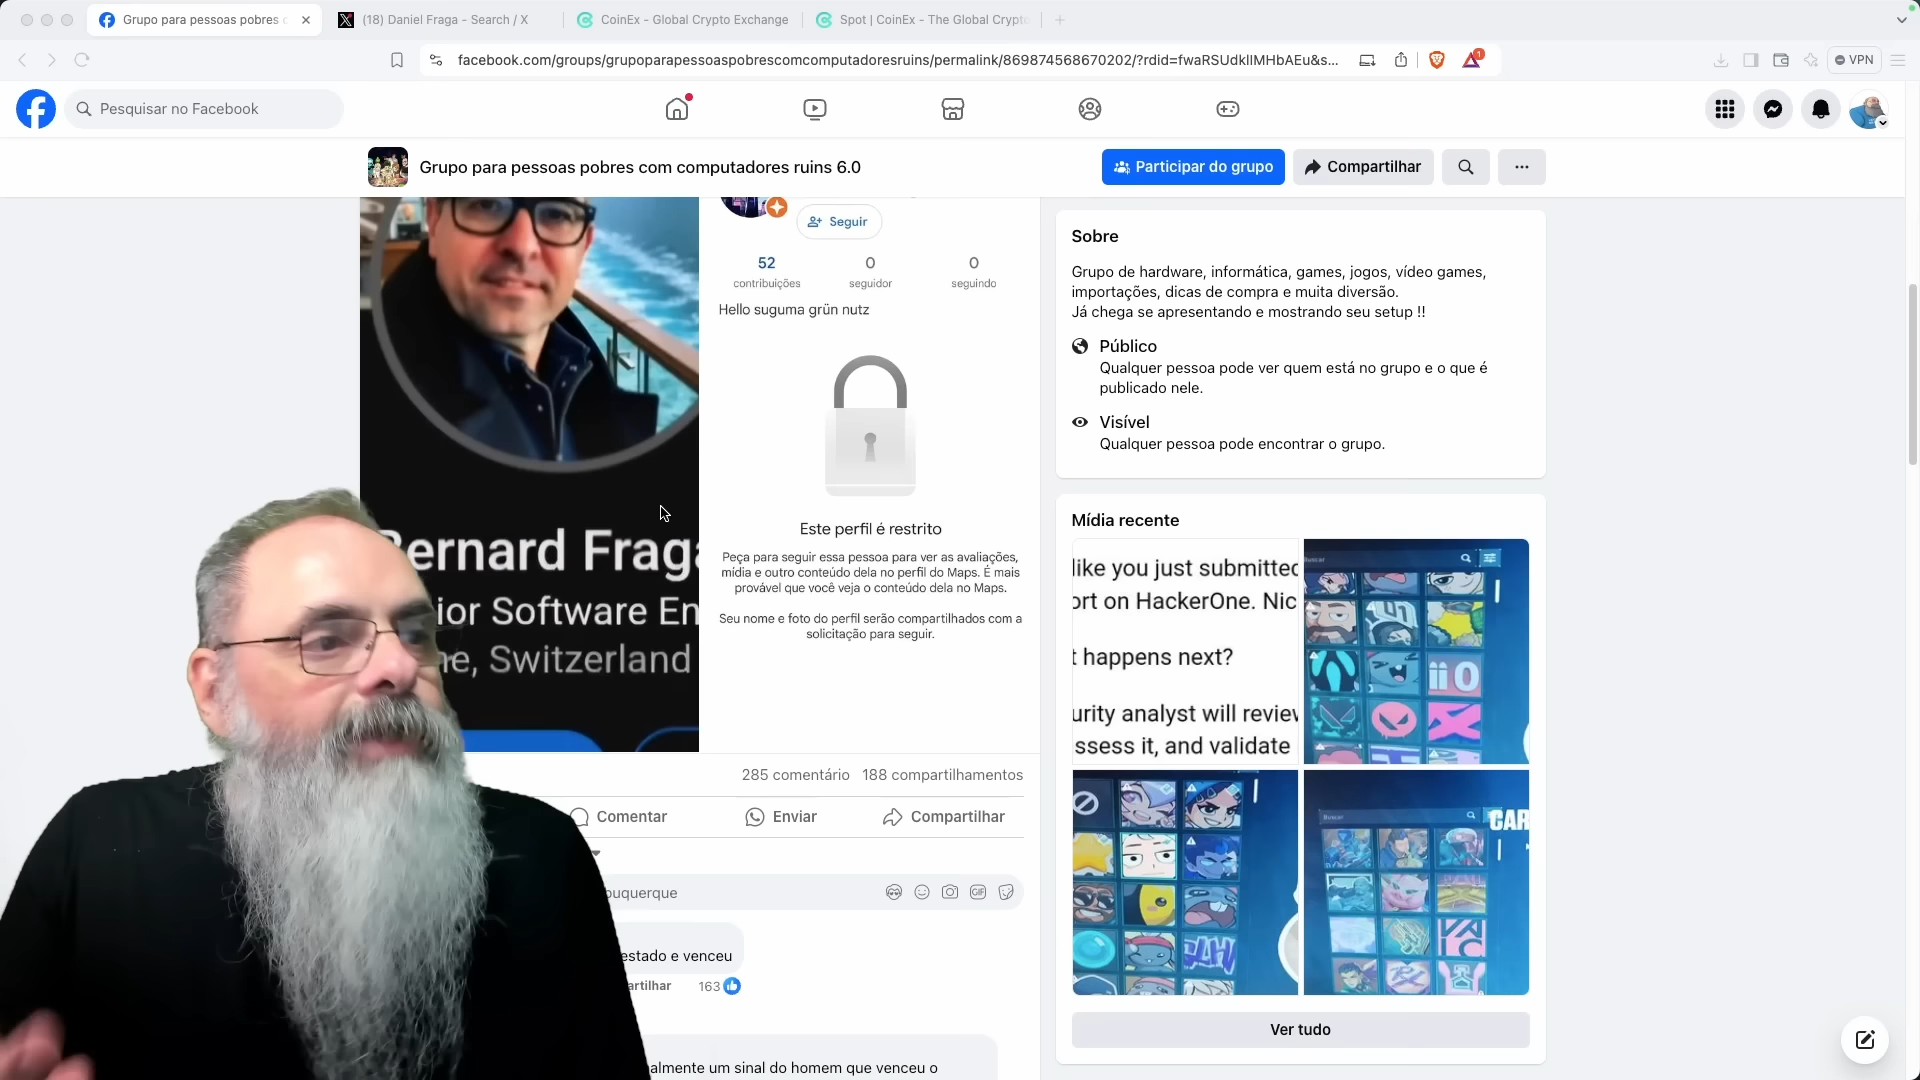 Grupo para pessoas pobres c
(18) Daniel Fraga - Search / X
CoinEx - Global Crypto Exchange
Spot | CoinEx - The Global Crypto
facebook.com/groups/grupoparapessoaspobrescomcomputadoresruins/permalink/869874568670202/?rdid=fwaRSUdklIMHbAEu&s...
1
VPN
Pesquisar no Facebook
Grupo para pessoas pobres com computadores ruins 6.0
Participar do grupo
Compartilhar
Seguir
52
0
0
contribuições
seguidor
seguindo
Hello suguma grün nutz
Este perfil é restrito
Peça para seguir essa pessoa para ver as avaliações,
mídia e outro conteúdo dela no perfil do Maps. É mais
provável que você veja o conteúdo dela no Maps.
Seu nome e foto do perfil serão compartilhados com a
solicitação para seguir.
ernard Fraga
ior Software En
ne, Switzerland
285 comentário
188 compartilhamentos
Comentar
Enviar
Compartilhar
ouquerque
GIF
estado e venceu
artilhar
163
almente um sinal do homem que venceu o
Sobre
Grupo de hardware, informática, games, jogos, vídeo games,
importações, dicas de compra e muita diversão.
Já chega se apresentando e mostrando seu setup !!
Público
Qualquer pessoa pode ver quem está no grupo e o que é
publicado nele.
Visível
Qualquer pessoa pode encontrar o grupo.
Mídia recente
like you just submitted
ort on HackerOne. Nic
t happens next?
urity analyst will review
ssess it, and validate
Buscar
Buscar
CAR
Ver tudo